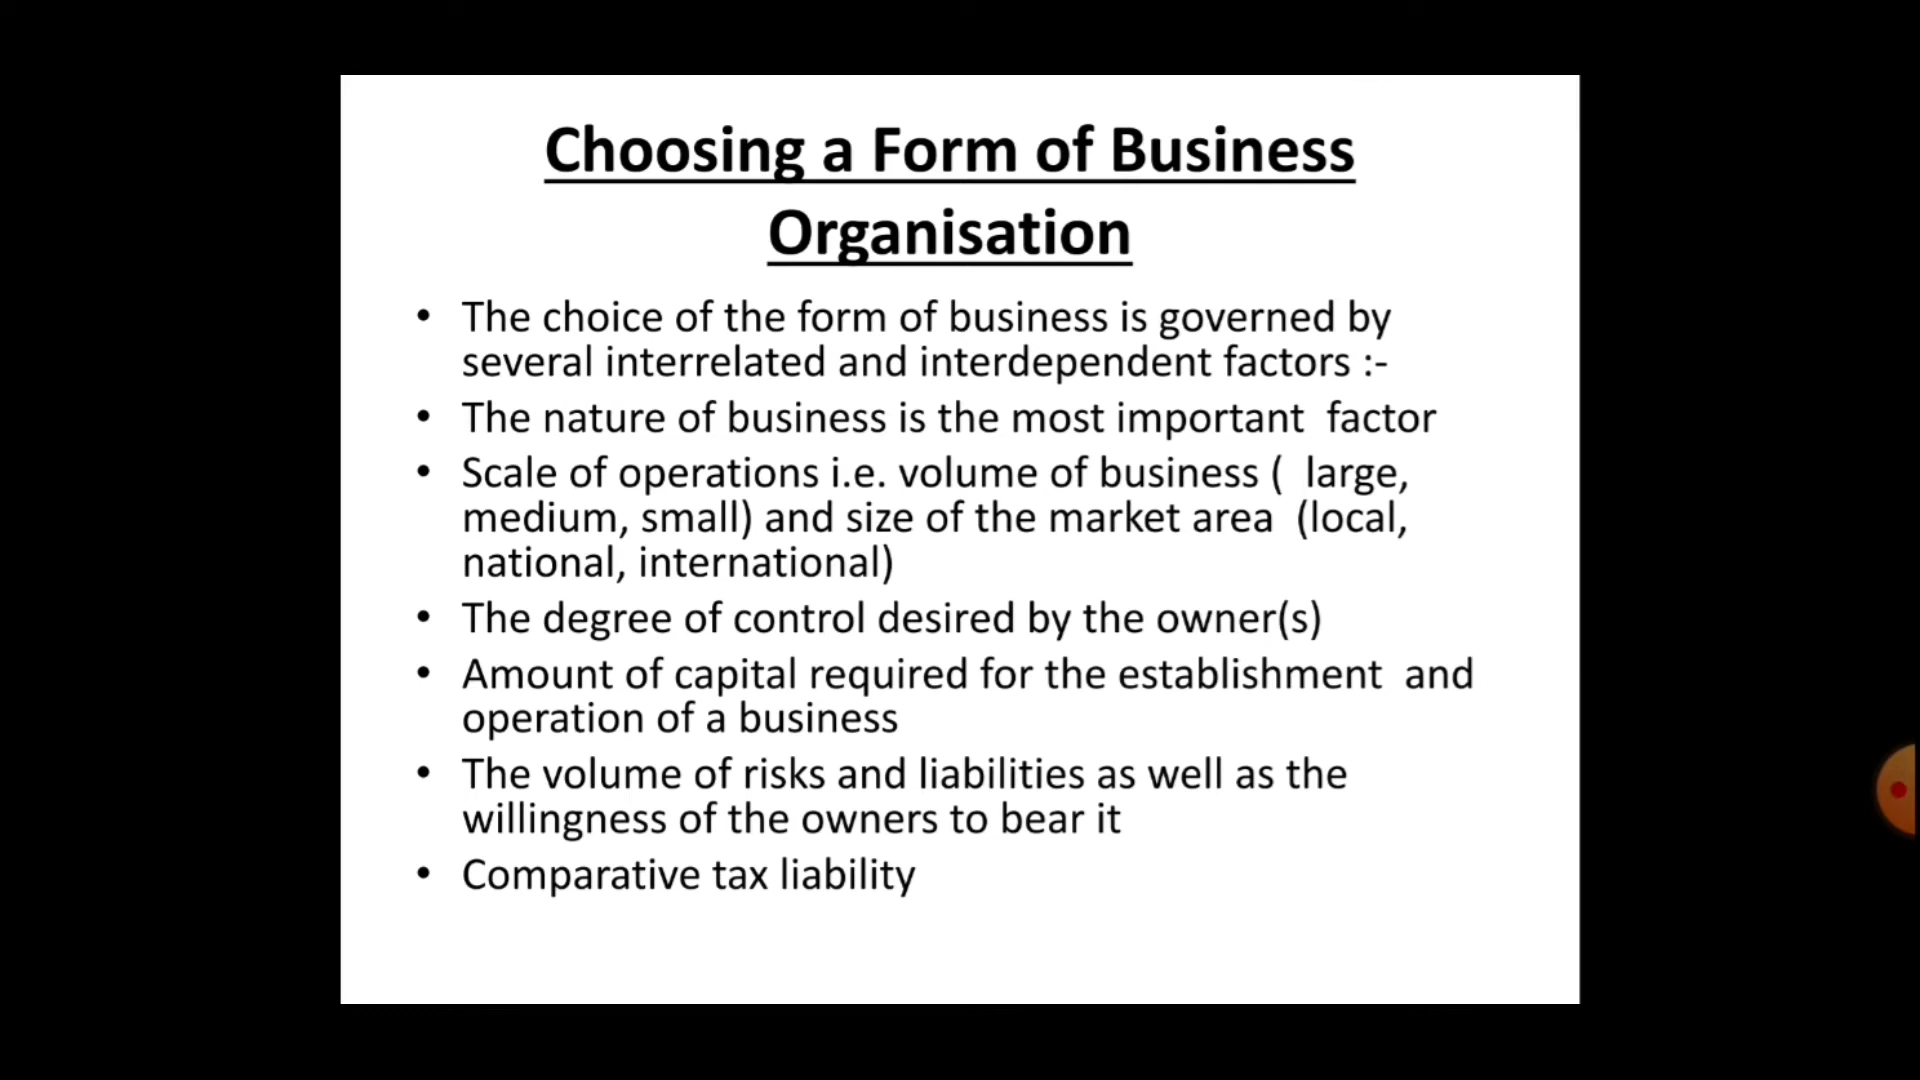 Choosing a Form of Business
Organisation
• The choice of the form of business is governed by
several interrelated and interdependent factors :-
• The nature of business is the most important  factor
• Scale of operations i.e. volume of business (  large,
medium, small) and size of the market area  (local,
national, international)
• The degree of control desired by the owner(s)
• Amount of capital required for the establishment  and
operation of a business
• The volume of risks and liabilities as well as the
willingness of the owners to bear it
• Comparative tax liability